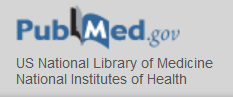 PubMed.gov
US National Library of Medicine
National Institutes of Health